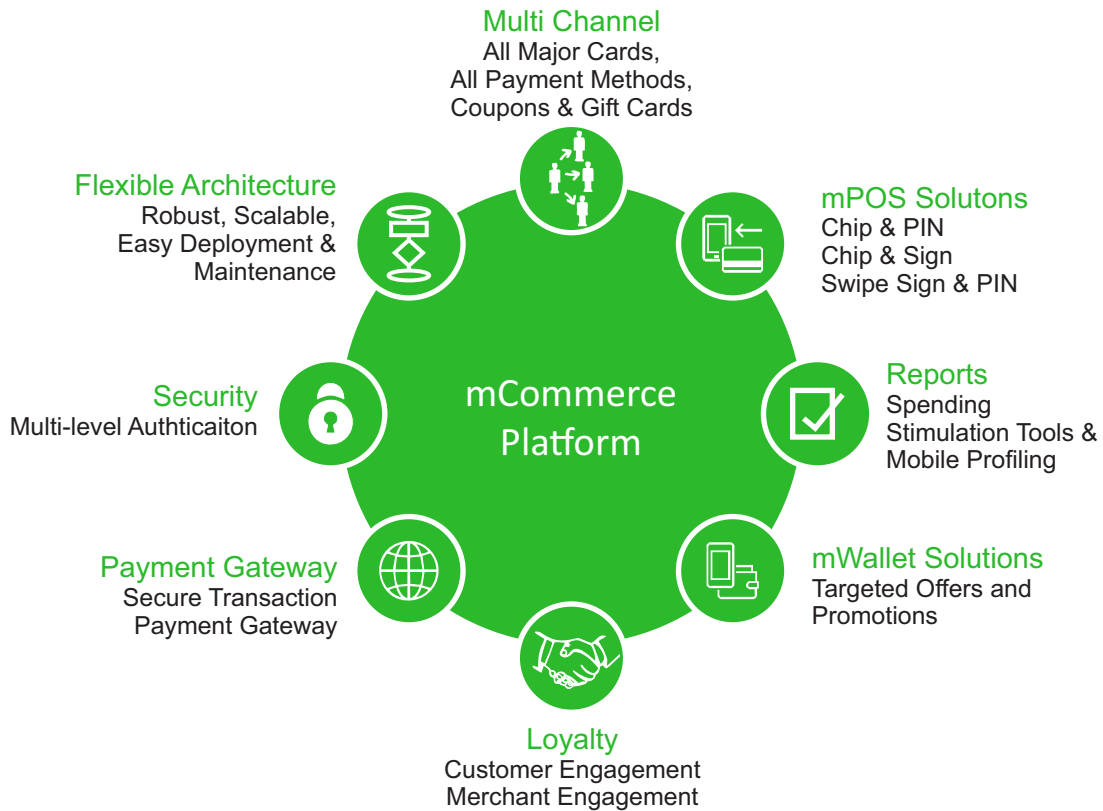 Multi Channel
All Major Cards,
All Payment Methods,
Coupons & Gift Cards
mPOS Solutons
Chip & PIN
Chip & Sign
Swipe Sign & PIN
Reports
Spending
Stimulation Tools &
Mobile Profiling
mWallet Solutions
Targeted Offers and
Promotions
Loyalty
Customer Engagement
Merchant Engagement
Payment Gateway
Secure Transaction
Payment Gateway
Security
Multi-level Authticaiton
Flexible Architecture
Robust, Scalable,
Easy Deployment &
Maintenance
mCommerce
Platform